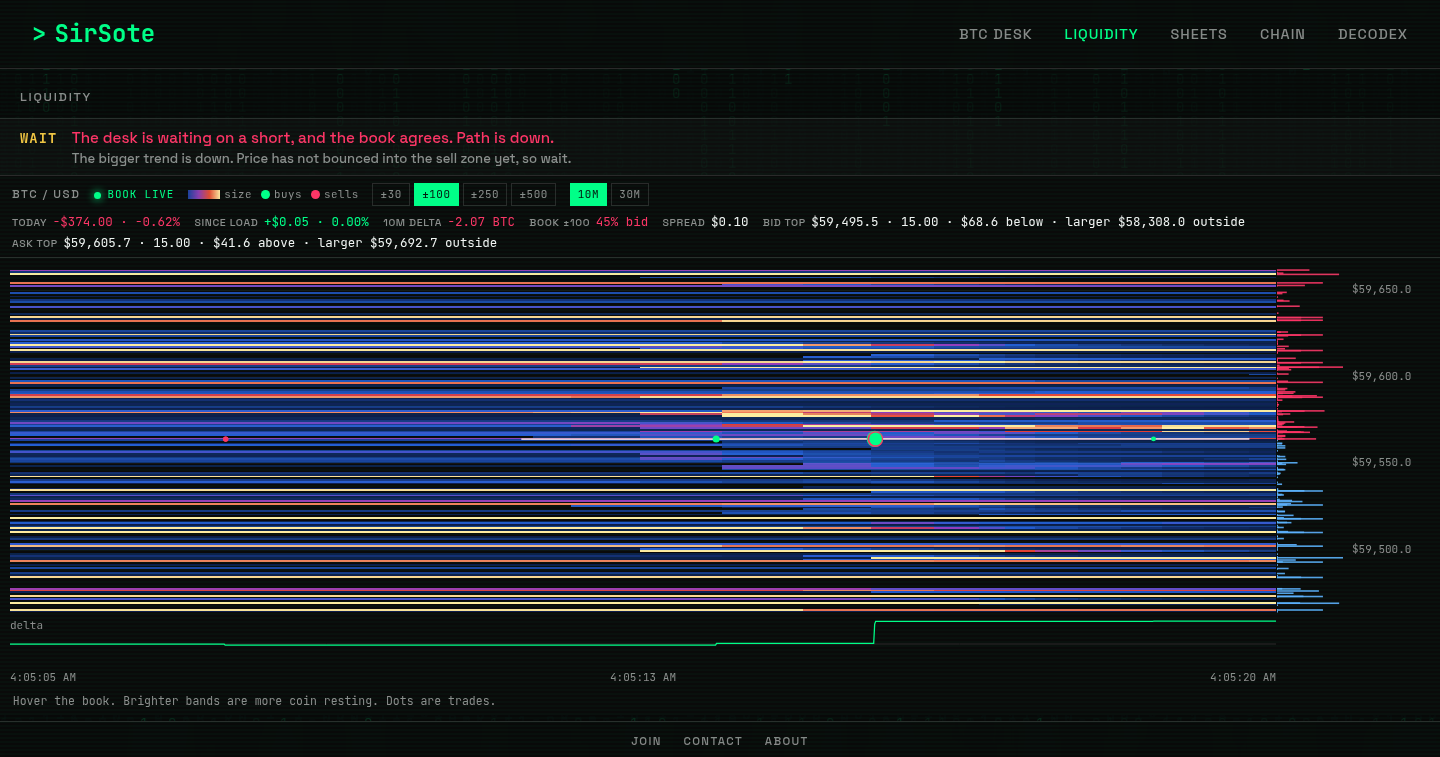 > SirSote
BTC DESK LIQUIDITY SHEETS CHAIN DECODEX
LIQUIDITY
WAIT The desk is waiting on a short, and the book agrees. Path is down.
The bigger trend is down. Price has not bounced into the sell zone yet, so wait.
BTC / USD BOOK LIVE size buys sells ±30 ±100 ±250 ±500 10M 30M
TODAY -$374.00 · -0.62% SINCE LOAD +$0.05 · 0.00% 10M DELTA -2.07 BTC BOOK ±100 45% bid SPREAD $0.10 BID TOP $59,495.5 · 15.00 · $68.6 below · larger $58,308.0 outside
ASK TOP $59,605.7 · 15.00 · $41.6 above · larger $59,692.7 outside
$59,650.0
$59,600.0
$59,550.0
$59,500.0
delta
4:05:05 AM 4:05:13 AM 4:05:20 AM
Hover the book. Brighter bands are more coin resting. Dots are trades.
JOIN CONTACT ABOUT